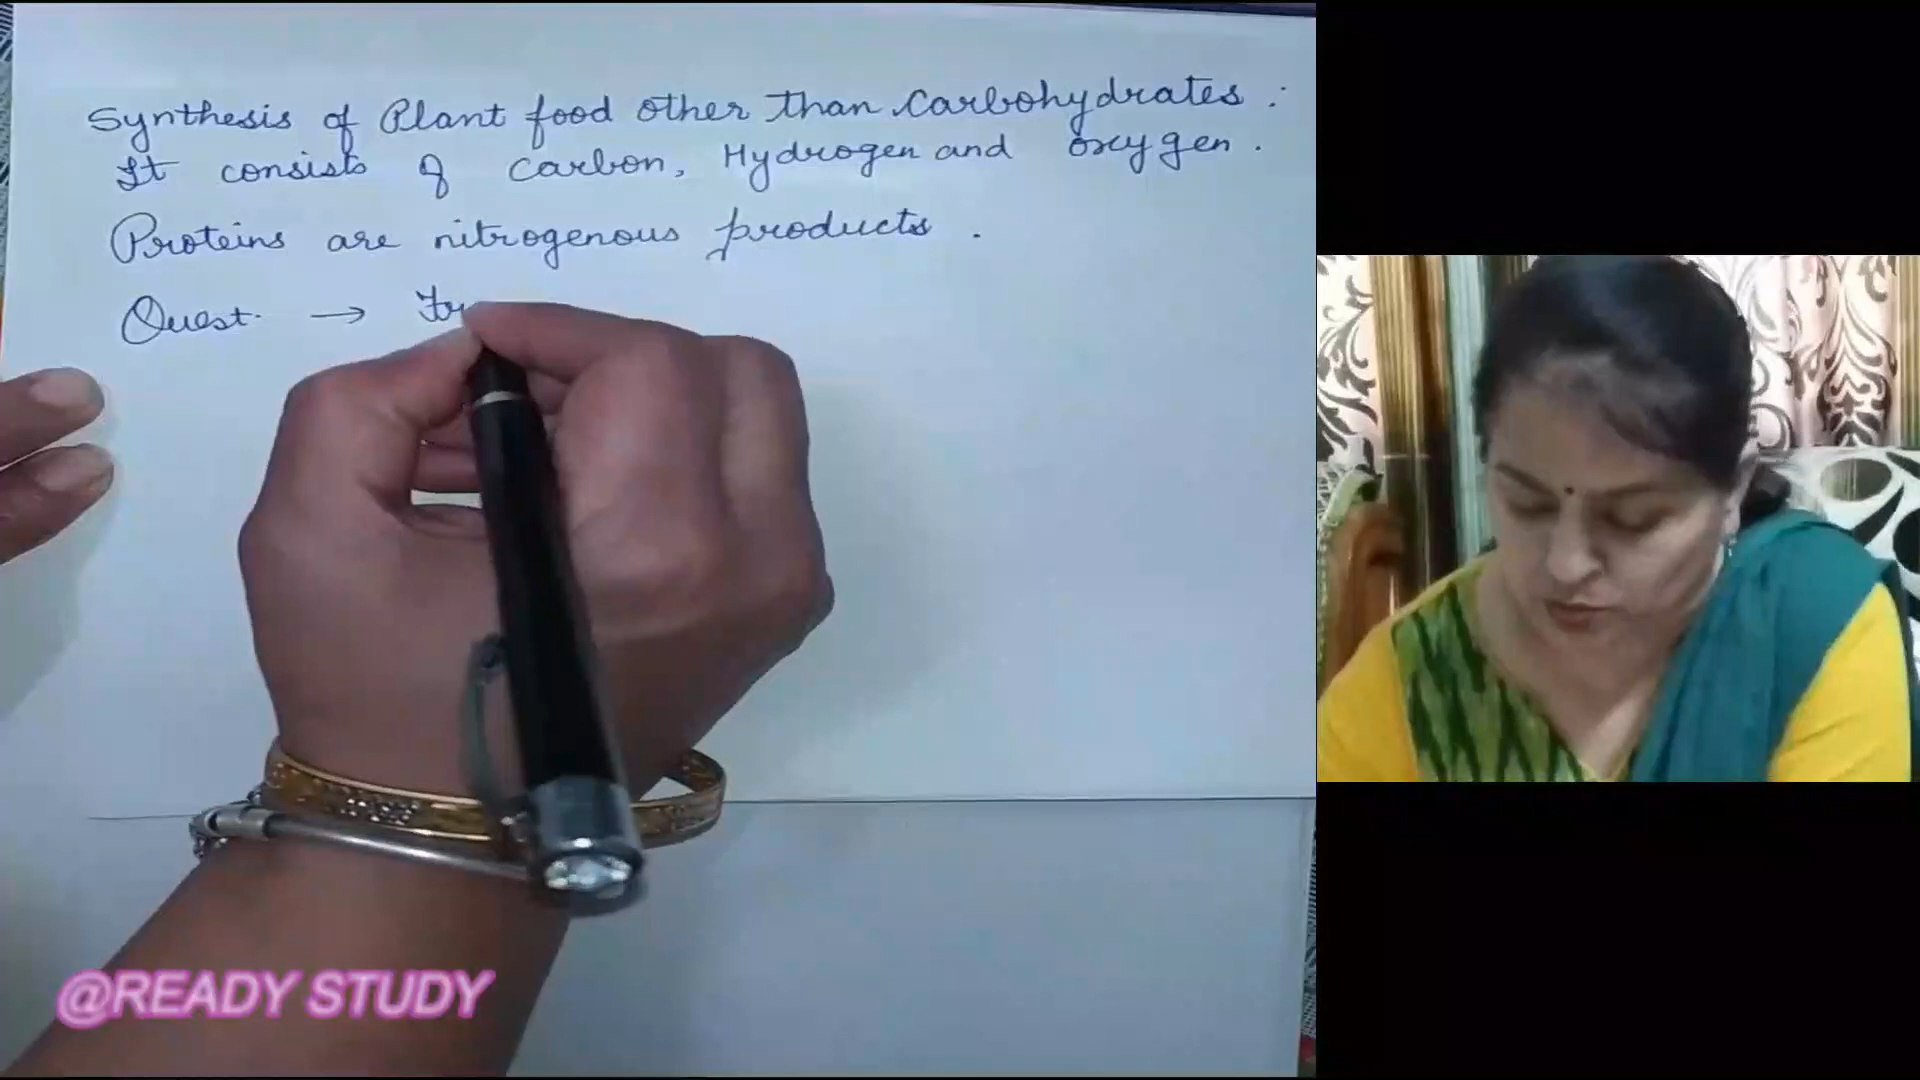 Synthesis of Plant food other than Carbohydrates :
It consists of carbon, Hydrogen and oxygen .
Proteins are nitrogenous products .
Quest. →
@READY STUDY